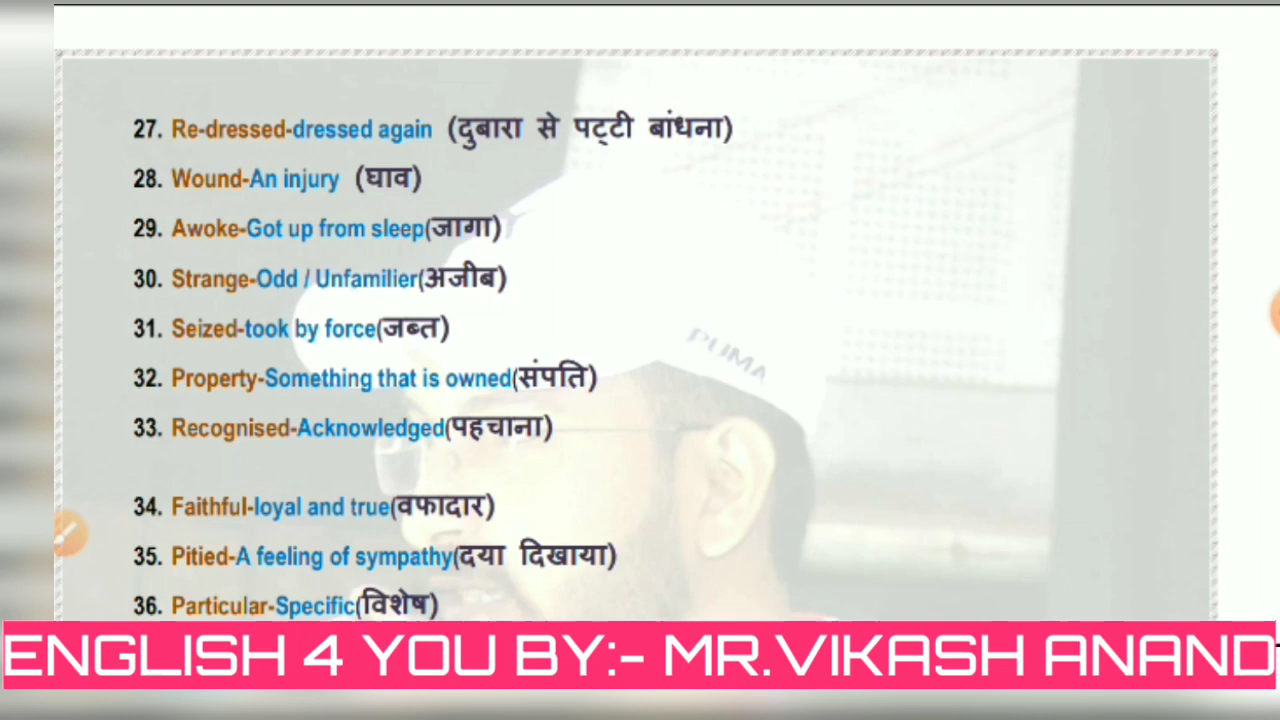 27. Re-dressed-dressed again (दुबारा से पट्टी बांधना)
28. Wound-An injury (घाव)
29. Awoke-Got up from sleep(जागा)
30. Strange-Odd / Unfamilier(अजीब)
31. Seized-took by force(जब्त)
PUMA
32. Property-Something that is owned(संपति)
33. Recognised-Acknowledged(पहचाना)
34. Faithful-loyal and true(वफादार)
35. Pitied-A feeling of sympathy(दया दिखाया)
36. Particular-Specific(विशेष)
ENGLISH 4 YOU BY:- MR.VIKASH ANAND